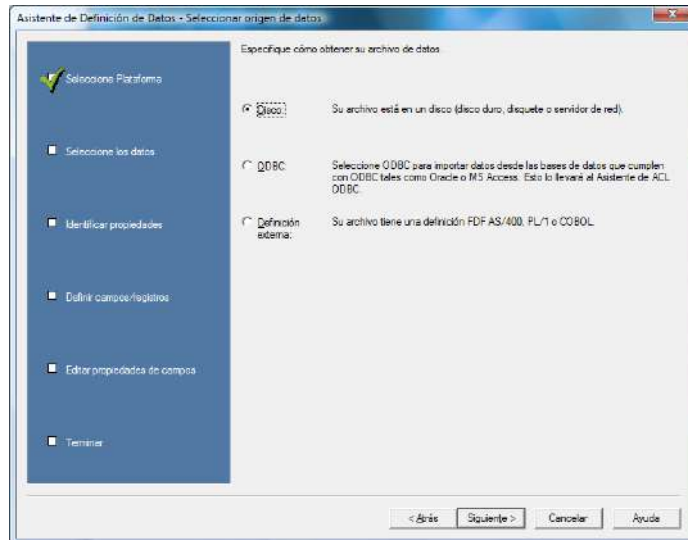 Asistente de Definición de Datos - Seleccionar origen de datos
Especifique cómo obtener su archivo de datos
Seleccione Plataforma
Disco:
Su archivo está en un disco (disco duro, disquete o servidor de red).
Seleccione los datos
ODBC
Seleccione ODBC para importar datos desde las bases de datos que cumplen
con ODBC tales como Oracle o MS Access. Esto lo llevará al Asistente de ACL
ODBC.
Identificar propiedades
Definición
externa:
Su archivo tiene una definición FDF AS/400, PL/1 o COBOL.
Definir campos/registros
Editar propiedades de campos
Terminar
< Atrás
Siguiente >
Cancelar
Ayuda